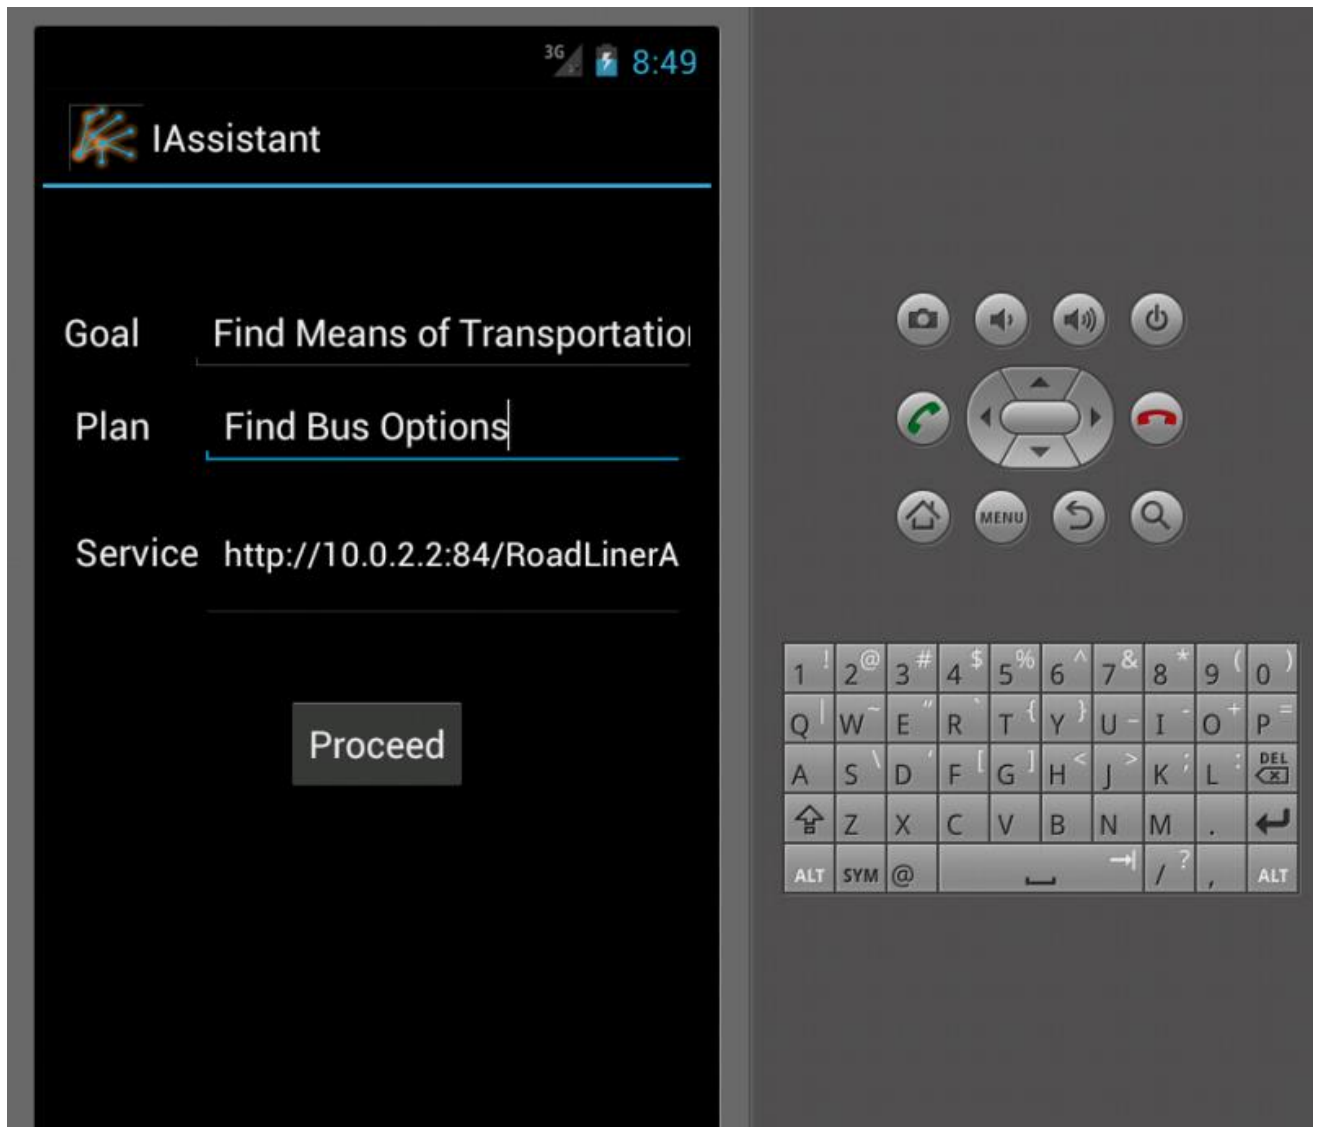 3G 8:49
IAssistant
Goal Find Means of Transportation
Plan Find Bus Options
Service http://10.0.2.2:84/RoadLinerA
Proceed
MENU
1 ! 2 @ 3 # 4 $ 5 % 6 ^ 7 & 8 * 9 ( 0 )
Q | W ~ E " R ` T { Y } U _ I - O + P =
A S \ D ' F [ G ] H < J > K ; L : DEL
Z X C V B N M .
ALT SYM @ / ? , ALT